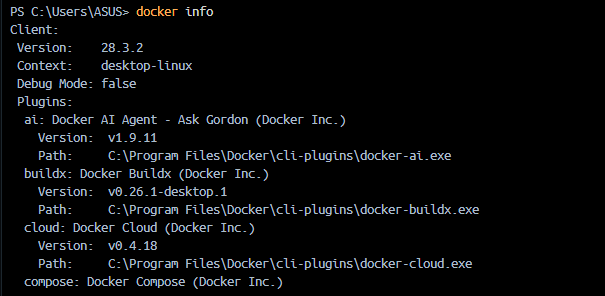 PS C:\Users\ASUS> docker info
Client:
 Version:    28.3.2
 Context:    desktop-linux
 Debug Mode: false
 Plugins:
  ai: Docker AI Agent - Ask Gordon (Docker Inc.)
    Version:  v1.9.11
    Path:     C:\Program Files\Docker\cli-plugins\docker-ai.exe
  buildx: Docker Buildx (Docker Inc.)
    Version:  v0.26.1-desktop.1
    Path:     C:\Program Files\Docker\cli-plugins\docker-buildx.exe
  cloud: Docker Cloud (Docker Inc.)
    Version:  v0.4.18
    Path:     C:\Program Files\Docker\cli-plugins\docker-cloud.exe
  compose: Docker Compose (Docker Inc.)